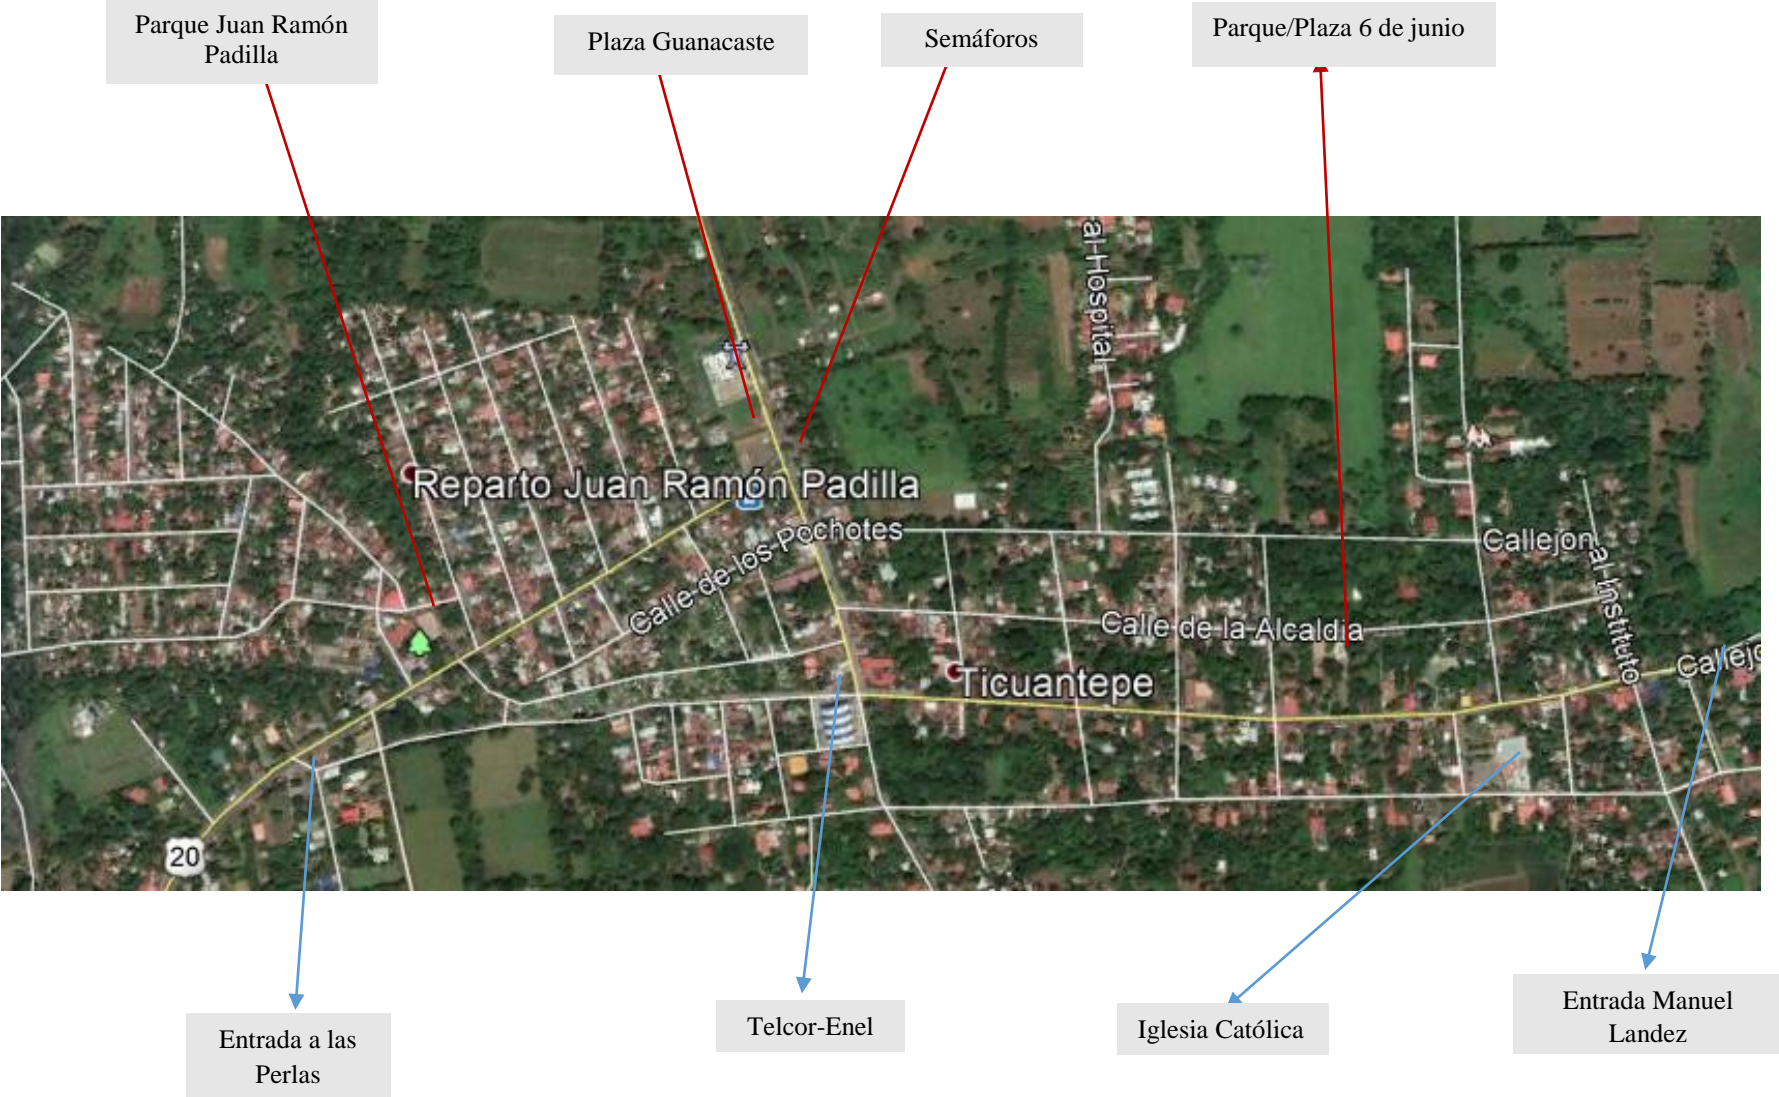 Parque Juan Ramón
Padilla
Plaza Guanacaste
Semáforos
Parque/Plaza 6 de junio
al Hospital
Reparto Juan Ramón Padilla
Calle de los Pochotes
Callejon
al Instituto
Calle de la Alcaldia
Callejo
Ticuantepe
20
Entrada a las
Perlas
Telcor-Enel
Iglesia Católica
Entrada Manuel
Landez